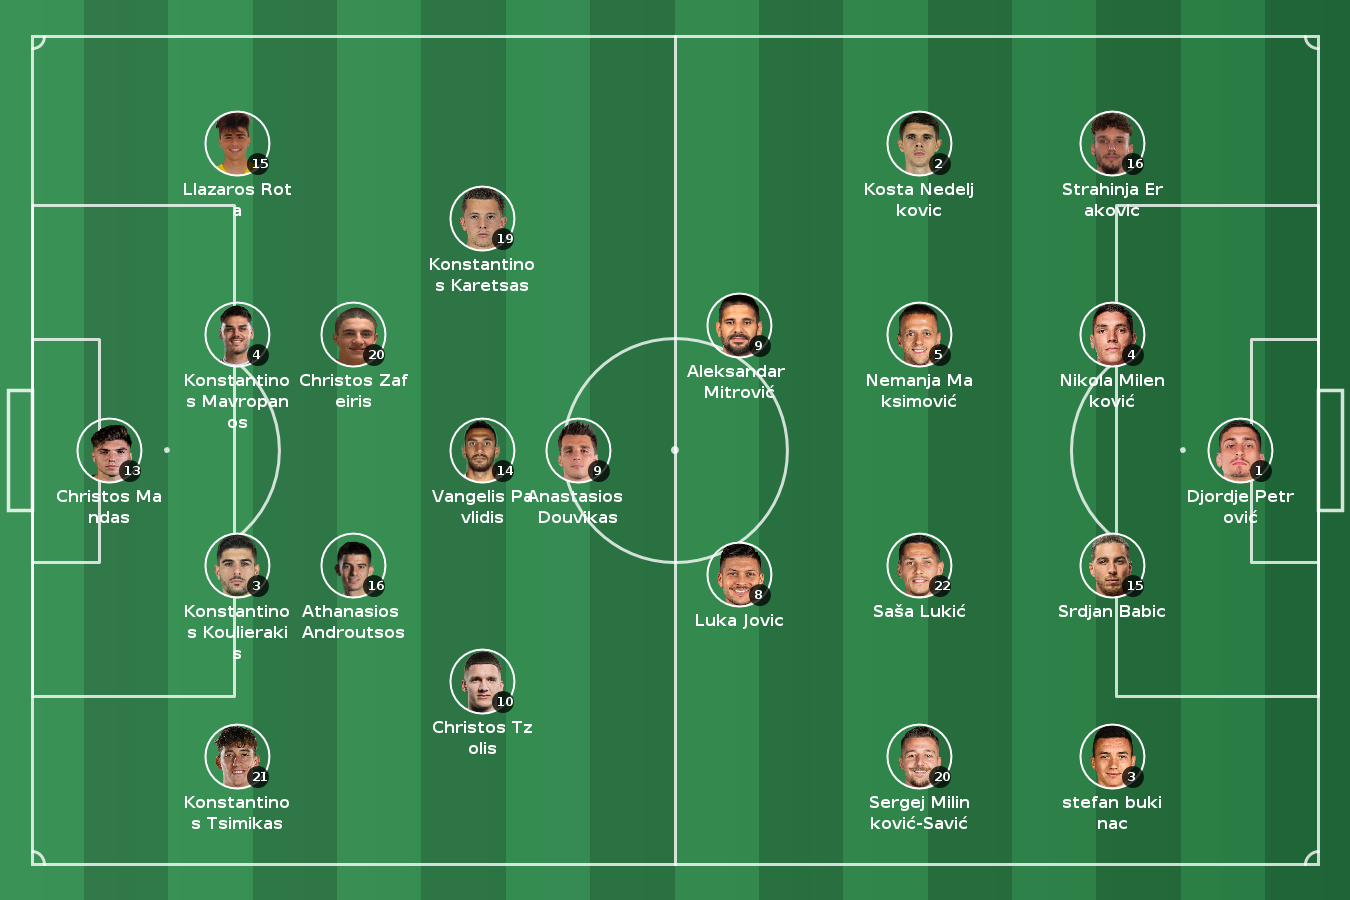 15
Llazaros Rot
a
2
Kosta Nedelj
kovic
16
Strahinja Er
aković
19
Konstantino
s Karetsas
4
Konstantino
s Mavropan
os
20
Christos Zaf
eiris
9
Aleksandar
Mitrović
5
Nemanja Ma
ksimović
4
Nikola Milen
ković
13
Christos Ma
ndas
14
Vangelis Pa
vlidis
9
Anastasios
Douvikas
1
Djordje Petr
ović
3
Konstantino
s Koulieraki
s
16
Athanasios
Androutsos
8
Luka Jovic
22
Saša Lukić
15
Srdjan Babic
10
Christos Tz
olis
21
Konstantino
s Tsimikas
20
Sergej Milin
ković-Savić
3
stefan buki
nac